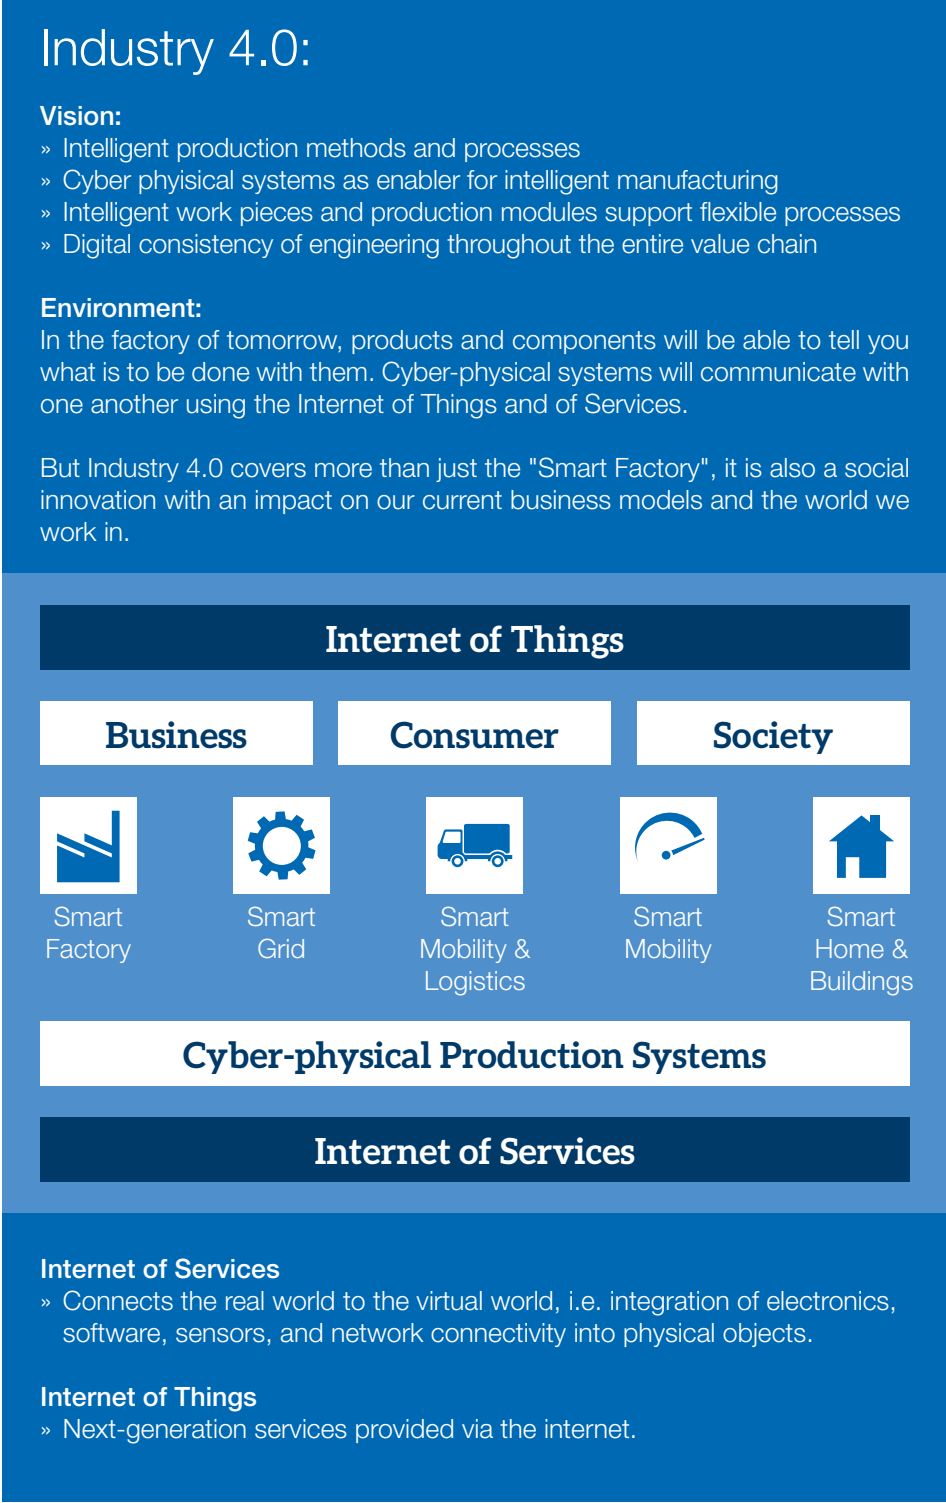 Industry 4.0:
Vision:
» Intelligent production methods and processes
» Cyber phyisical systems as enabler for intelligent manufacturing
» Intelligent work pieces and production modules support flexible processes
» Digital consistency of engineering throughout the entire value chain
Environment:
In the factory of tomorrow, products and components will be able to tell you
what is to be done with them. Cyber-physical systems will communicate with
one another using the Internet of Things and of Services.
But Industry 4.0 covers more than just the "Smart Factory", it is also a social
innovation with an impact on our current business models and the world we
work in.
Internet of Things
Business
Consumer
Society
Smart
Factory
Smart
Grid
Smart
Mobility &
Logistics
Smart
Mobility
Smart
Home &
Buildings
Cyber-physical Production Systems
Internet of Services
Internet of Services
» Connects the real world to the virtual world, i.e. integration of electronics,
software, sensors, and network connectivity into physical objects.
Internet of Things
» Next-generation services provided via the internet.